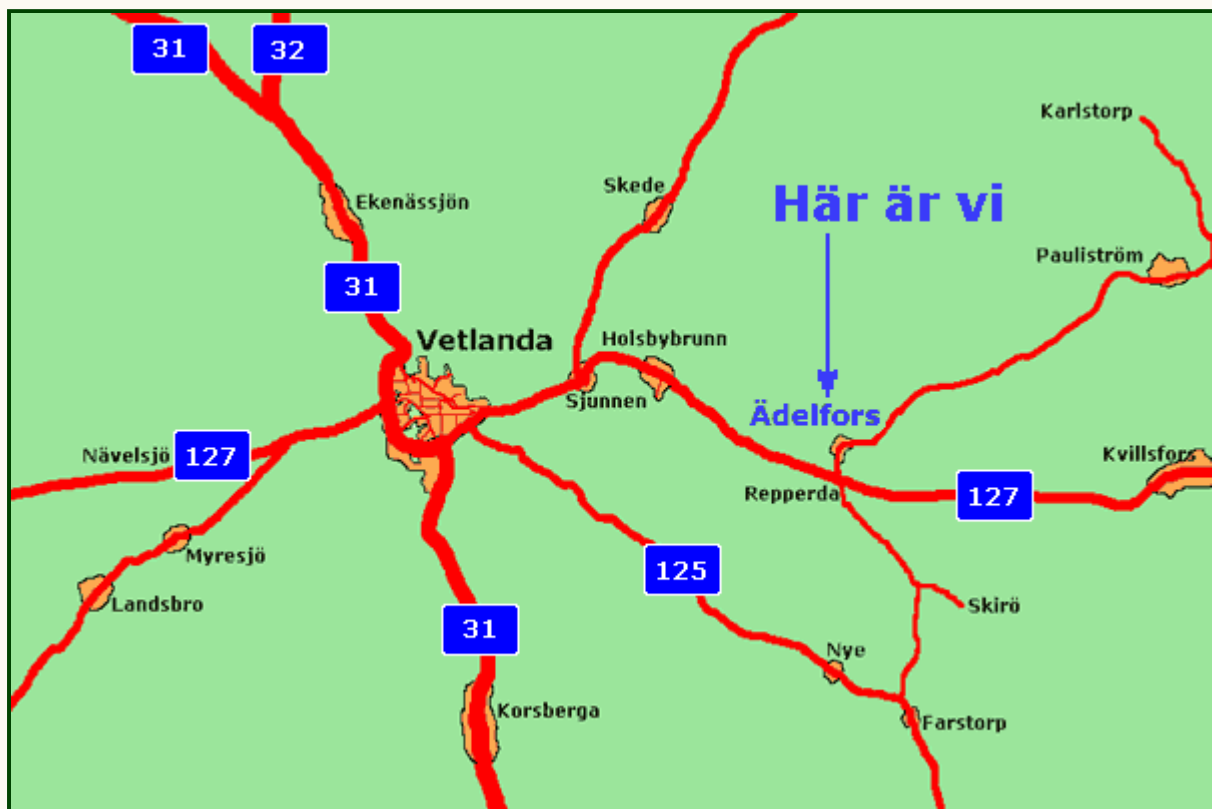 31
32
Karlstorp
Skede
Här är vi
Ekenässjön
Pauliström
31
Vetlanda
Holsbybrunn
Sjunnen
Ädelfors
Nävelsjö
127
Kvillsfors
Repperda
127
Myresjö
125
Landsbro
Skirö
31
Nye
Korsberga
Farstorp